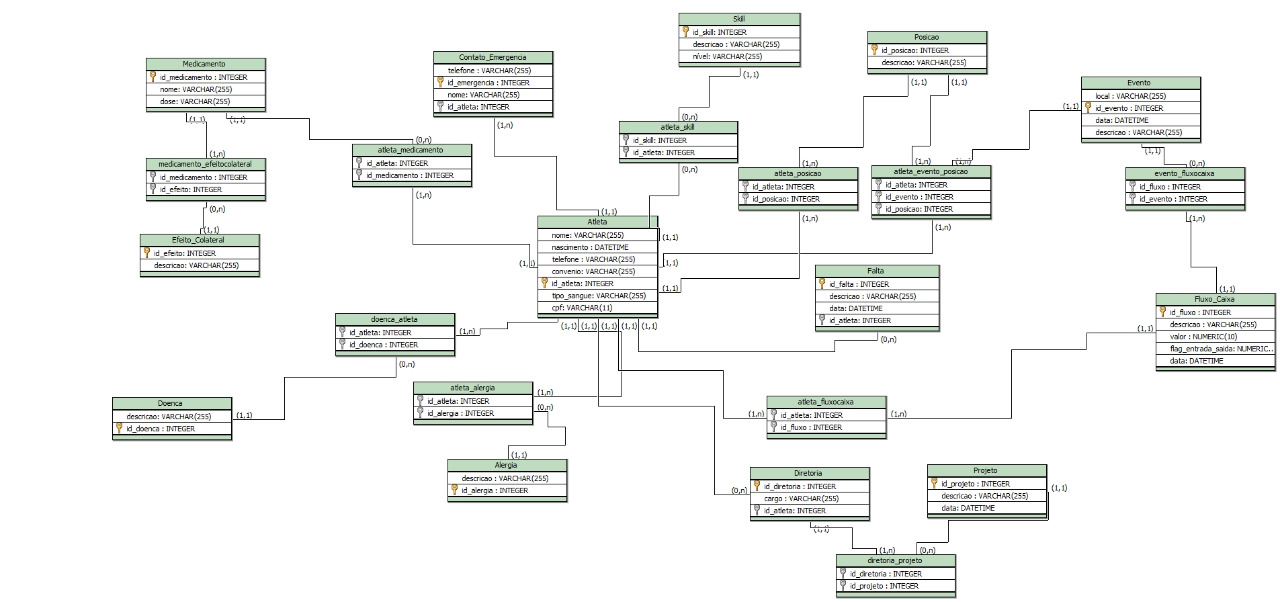 Skill
id_skill: INTEGER
descricao : VARCHAR(255)
nível: VARCHAR(255)
(1,1)
Posicao
id_posicao: INTEGER
descricao: VARCHAR(255)
(1,1)
(1,1)
Contato_Emergencia
telefone : VARCHAR(255)
id_emergencia : INTEGER
nome: VARCHAR(255)
id_atleta: INTEGER
(1,n)
Medicamento
id_medicamento : INTEGER
nome: VARCHAR(255)
dose: VARCHAR(255)
(1,1)
(1,1)
Evento
local : VARCHAR(255)
id_evento : INTEGER
data: DATETIME
descricao : VARCHAR(255)
(1,1)
(1,1)
(0,n)
atleta_skill
id_skill: INTEGER
id_atleta: INTEGER
(0,n)
(0,n)
atleta_medicamento
id_atleta: INTEGER
id_medicamento : INTEGER
(1,n)
(1,n)
medicamento_efeitocolateral
id_medicamento : INTEGER
id_efeito: INTEGER
(0,n)
(1,n)
atleta_posicao
id_atleta: INTEGER
id_posicao: INTEGER
(1,n)
(1,n)
(1,n)
atleta_evento_posicao
id_atleta: INTEGER
id_evento : INTEGER
id_posicao: INTEGER
(1,n)
(0,n)
evento_fluxocaixa
id_fluxo : INTEGER
id_evento : INTEGER
(1,n)
(1,1)
Efeito_Colateral
id_efeito: INTEGER
descricao: VARCHAR(255)
(1,1)
Atleta
nome: VARCHAR(255)
nascimento : DATETIME
telefone : VARCHAR(255)
convenio: VARCHAR(255)
id_atleta: INTEGER
tipo_sangue: VARCHAR(255)
cpf: VARCHAR(11)
(1,1)
(1,1)
(1,1)
(1,1)
(1,1)
(1,1)
(1,1)
(1,1)
(1,1)
Falta
id_falta : INTEGER
descricao : VARCHAR(255)
data: DATETIME
id_atleta : INTEGER
(0,n)
(1,1)
Fluxo_Caixa
id_fluxo : INTEGER
descricao : VARCHAR(255)
valor : NUMERIC(10)
flag_entrada_saida: NUMERIC...
data: DATETIME
(1,1)
doenca_atleta
id_atleta: INTEGER
id_doenca : INTEGER
(1,n)
(0,n)
Doenca
descricao: VARCHAR(255)
id_doenca : INTEGER
(1,1)
atleta_alergia
id_atleta: INTEGER
id_alergia : INTEGER
(1,n)
(0,n)
(1,1)
Alergia
descricao : VARCHAR(255)
id_alergia : INTEGER
atleta_fluxocaixa
id_atleta: INTEGER
id_fluxo : INTEGER
(1,n)
(1,n)
Diretoria
id_diretoria : INTEGER
cargo : VARCHAR(255)
id_atleta: INTEGER
(0,n)
(1,1)
Projeto
id_projeto : INTEGER
descricao : VARCHAR(255)
data: DATETIME
(1,1)
(1,n)
(0,n)
diretoria_projeto
id_diretoria : INTEGER
id_projeto : INTEGER